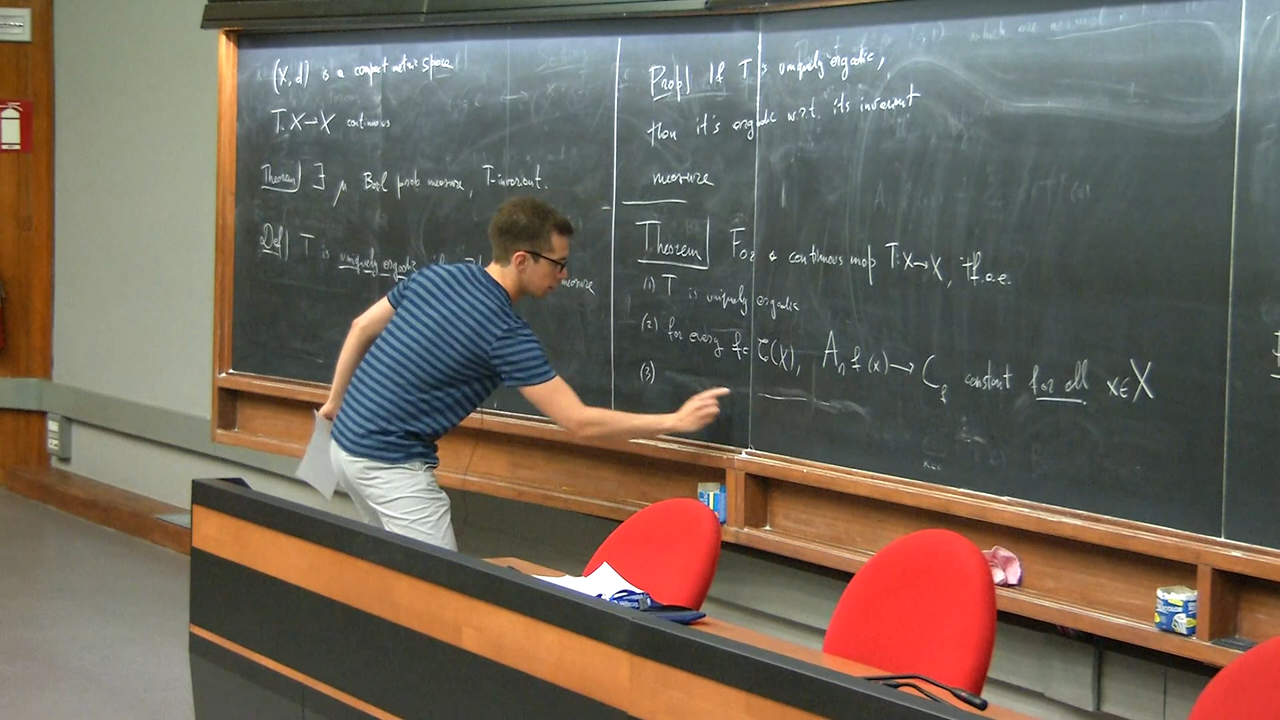 (X, d) is a compact metric space
T: X → X continuous
Theorem ∃ μ Borel prob measure, T-invariant.
Def T is uniquely ergodic measure
Prop If T is uniquely ergodic,
then it's ergodic w.r.t. its invariant
measure
Theorem For a continuous map T: X → X, t.f.a.e.
(1) T is uniquely ergodic
(2) for every f ∈ C(X), Aₙ f(x) → C_f constant for all x ∈ X
(3)